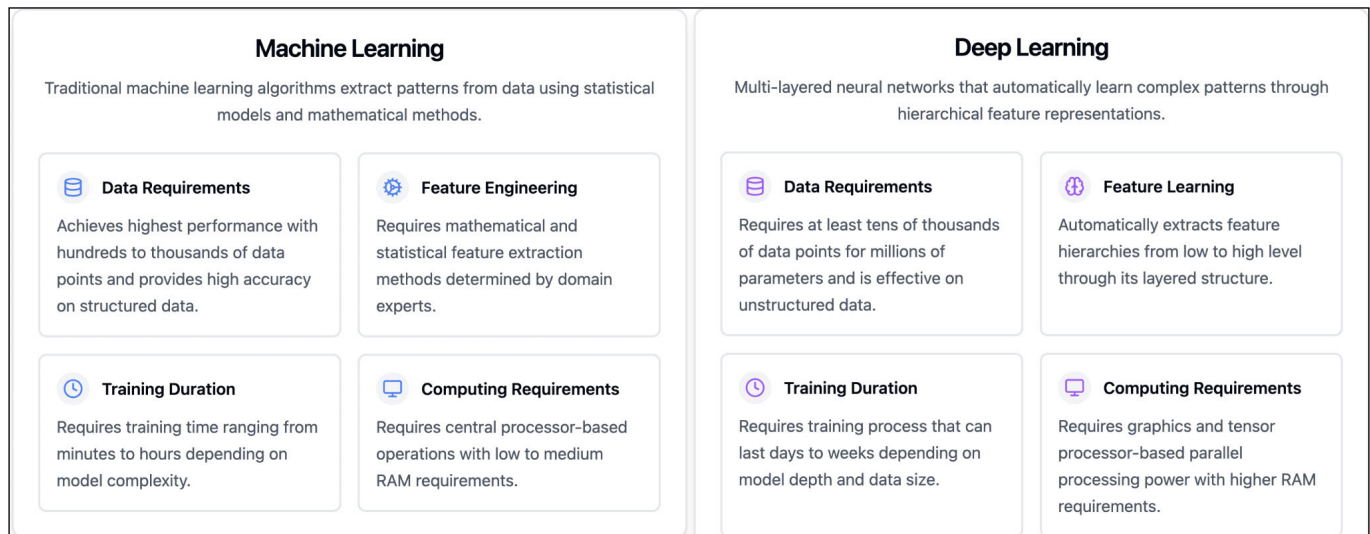 Machine Learning
Traditional machine learning algorithms extract patterns from data using statistical
models and mathematical methods.
Data Requirements
Achieves highest performance with
hundreds to thousands of data
points and provides high accuracy
on structured data.
Feature Engineering
Requires mathematical and
statistical feature extraction
methods determined by domain
experts.
Training Duration
Requires training time ranging from
minutes to hours depending on
model complexity.
Computing Requirements
Requires central processor-based
operations with low to medium
RAM requirements.
Deep Learning
Multi-layered neural networks that automatically learn complex patterns through
hierarchical feature representations.
Data Requirements
Requires at least tens of thousands
of data points for millions of
parameters and is effective on
unstructured data.
Feature Learning
Automatically extracts feature
hierarchies from low to high level
through its layered structure.
Training Duration
Requires training process that can
last days to weeks depending on
model depth and data size.
Computing Requirements
Requires graphics and tensor
processor-based parallel
processing power with higher RAM
requirements.